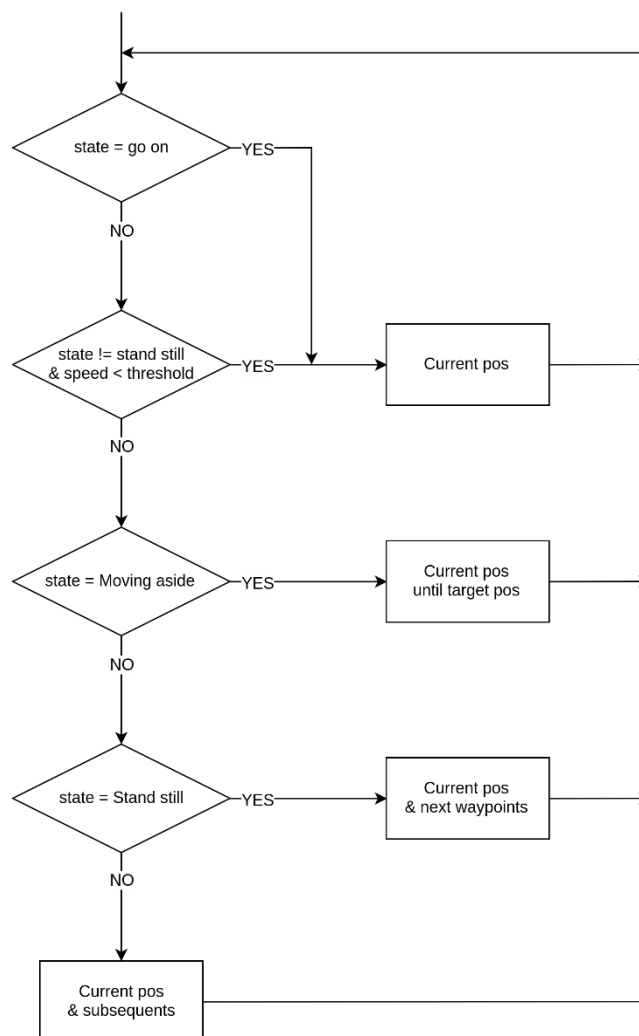 state = go on
YES
NO
state != stand still
& speed < threshold
YES
Current pos
NO
state = Moving aside
YES
Current pos
until target pos
NO
state = Stand still
YES
Current pos
& next waypoints
NO
Current pos
& subsequents